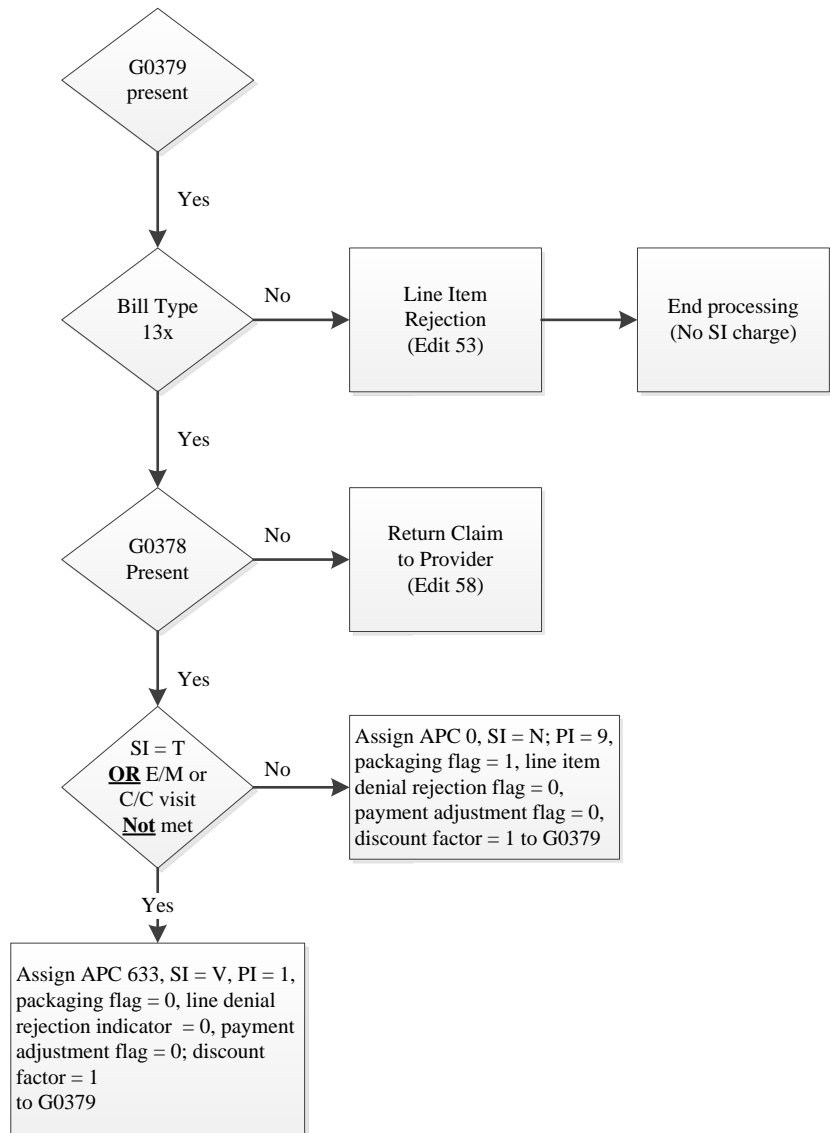 G0379
present
Yes
Bill Type
13x
No
Line Item
Rejection
(Edit 53)
End processing
(No SI charge)
Yes
G0378
Present
No
Return Claim
to Provider
(Edit 58)
Yes
SI = T
OR E/M or
C/C visit
Not met
No
Assign APC 0, SI = N; PI = 9,
packaging flag = 1, line item
denial rejection flag = 0,
payment adjustment flag = 0,
discount factor = 1 to G0379
Yes
Assign APC 633, SI = V, PI = 1,
packaging flag = 0, line denial
rejection indicator = 0, payment
adjustment flag = 0; discount
factor = 1
to G0379